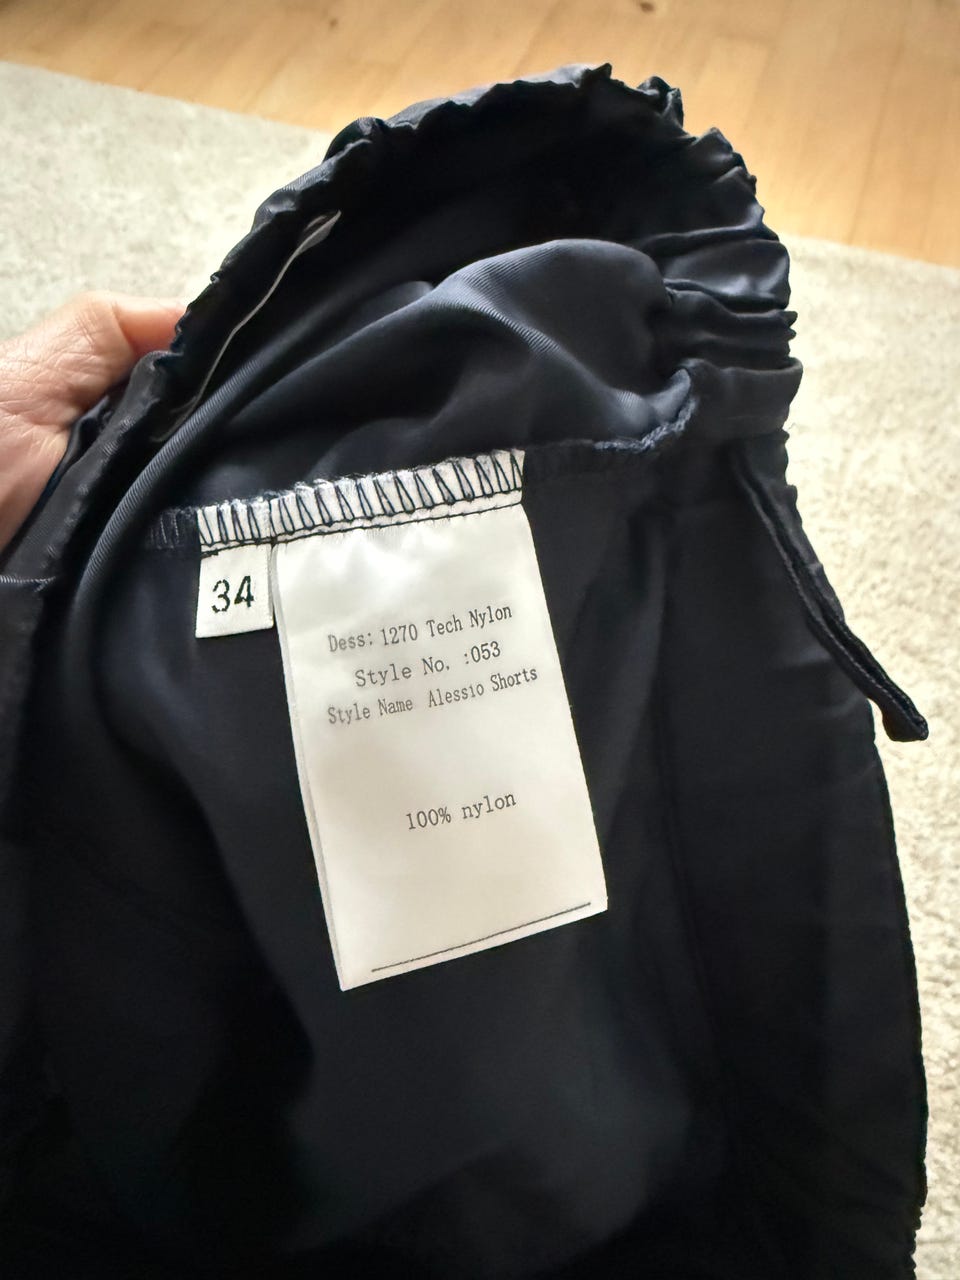 34
Dess: 1270 Tech Nylon
Style No. :053
Style Name Alessio Shorts
100% nylon